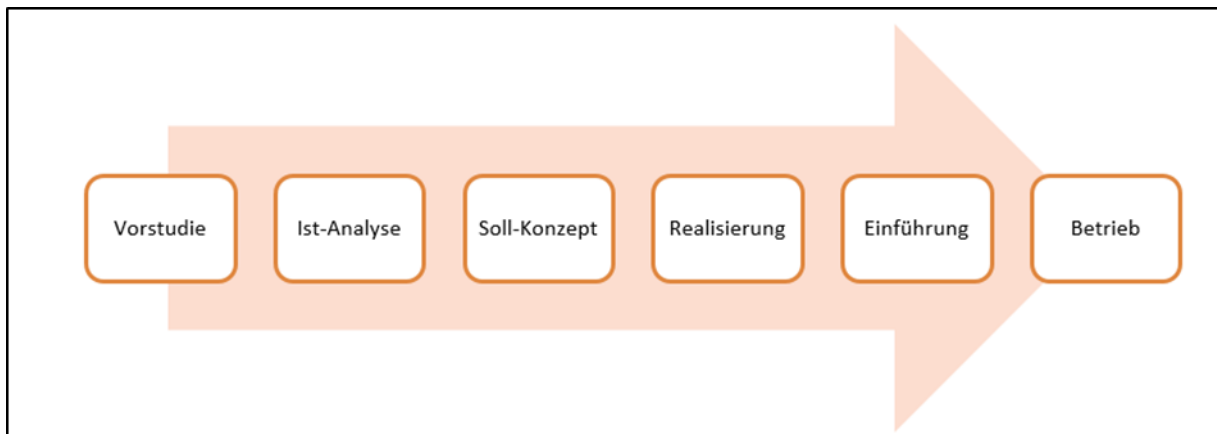 Vorstudie
Ist-Analyse
Soll-Konzept
Realisierung
Einführung
Betrieb